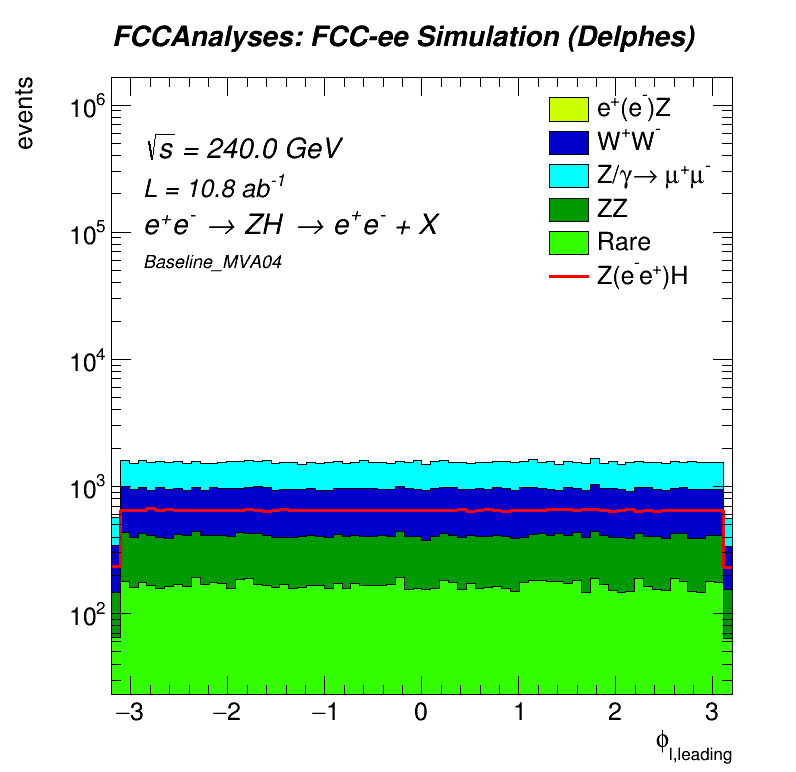 FCCAnalyses: FCC-ee Simulation (Delphes)
events
√s = 240.0 GeV
L = 10.8 ab⁻¹
e⁺e⁻ → ZH → e⁺e⁻ + X
Baseline_MVA04
e⁺(e⁻)Z
W⁺W⁻
Z/γ→ μ⁺μ⁻
ZZ
Rare
Z(e⁻e⁺)H
10⁶
10⁵
10⁴
10³
10²
−3 −2 −1 0 1 2 3
ϕl,leading